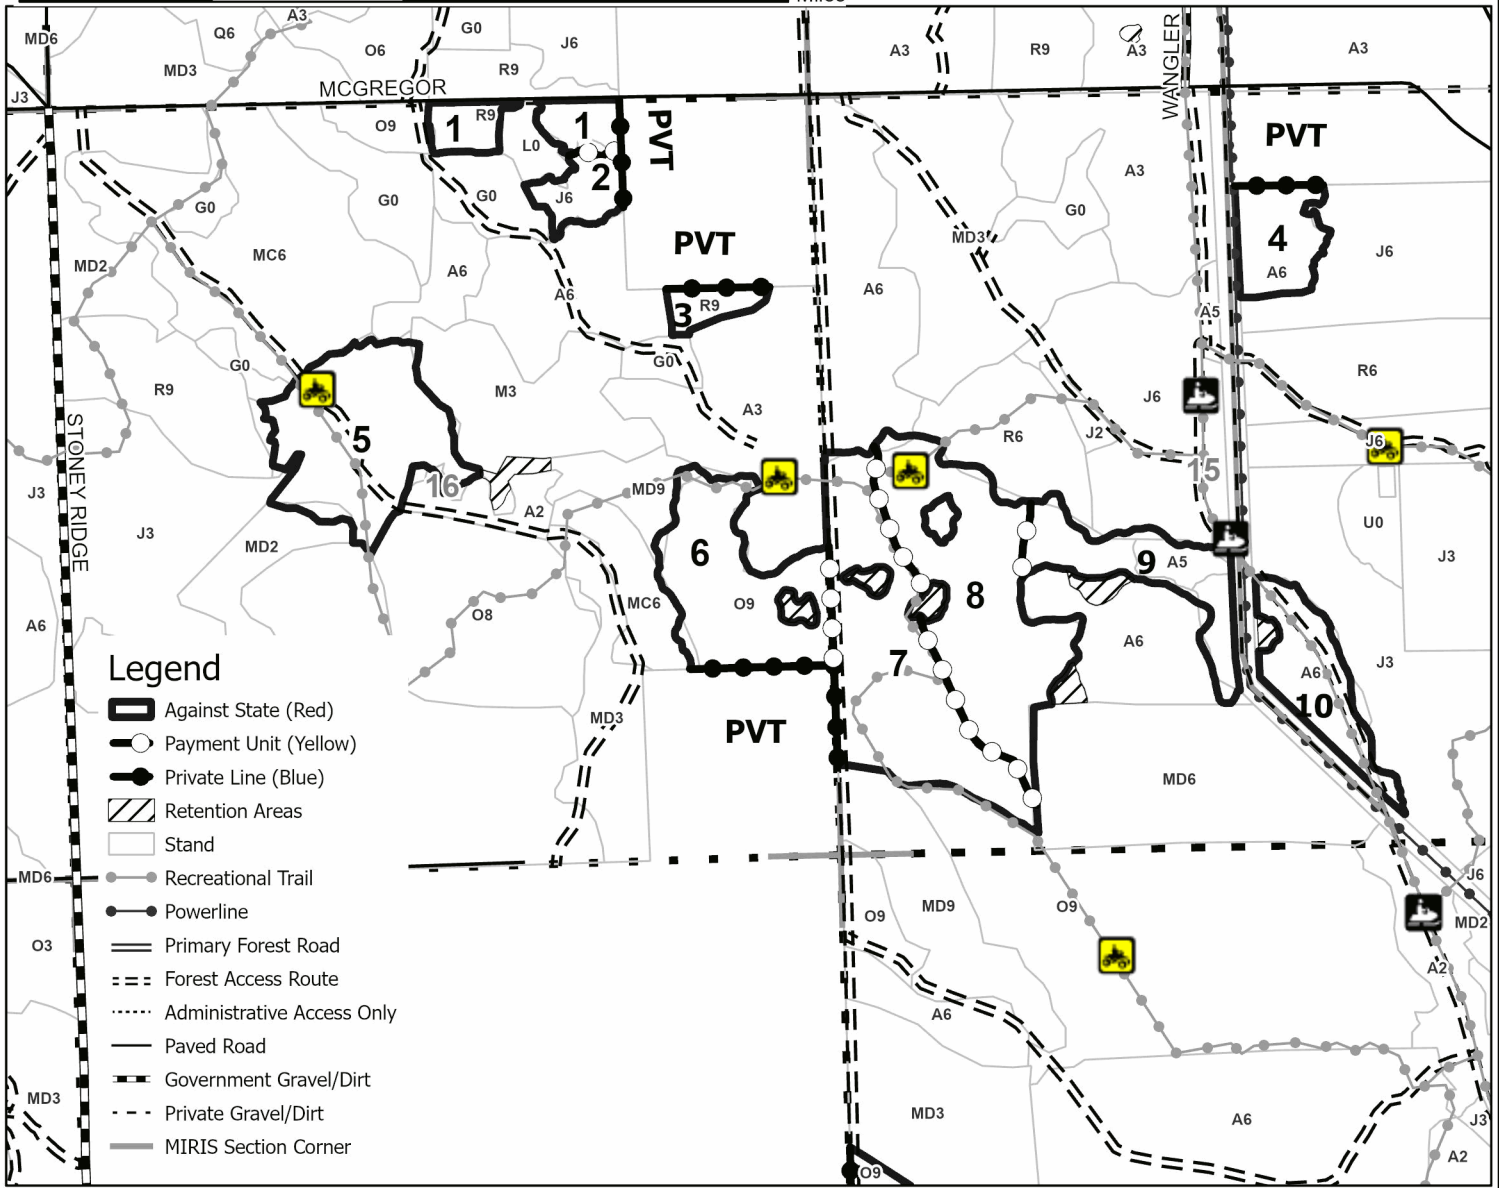 MD6
A3
Q6
O6
G0
J6
A3
R9
A3
WANGLER
A3
MD3
R9
J3
MCGREGOR
O9
1
R9
L0
1
PVT
PVT
2
A3
G0
G0
G0
J6
G0
4
MD2
MC6
A6
PVT
MD3
J6
A6
A6
A6
3
R9
A5
G0
R9
G0
M3
A3
J6
R6
STONEY RIDGE
5
R6
J2
J6
J3
16
MD9
15
A2
U0
J3
MD2
6
9
A5
J3
A6
MC6
O9
8
O8
A6
7
A6
J3
10
MD3
PVT
MD6
Legend
Against State (Red)
Payment Unit (Yellow)
Private Line (Blue)
Retention Areas
Stand
Recreational Trail
Powerline
Primary Forest Road
Forest Access Route
Administrative Access Only
Paved Road
Government Gravel/Dirt
Private Gravel/Dirt
MIRIS Section Corner
MD6
J6
O3
O9
MD9
O9
MD2
A2
A6
MD3
MD3
A6
J3
A2
O9